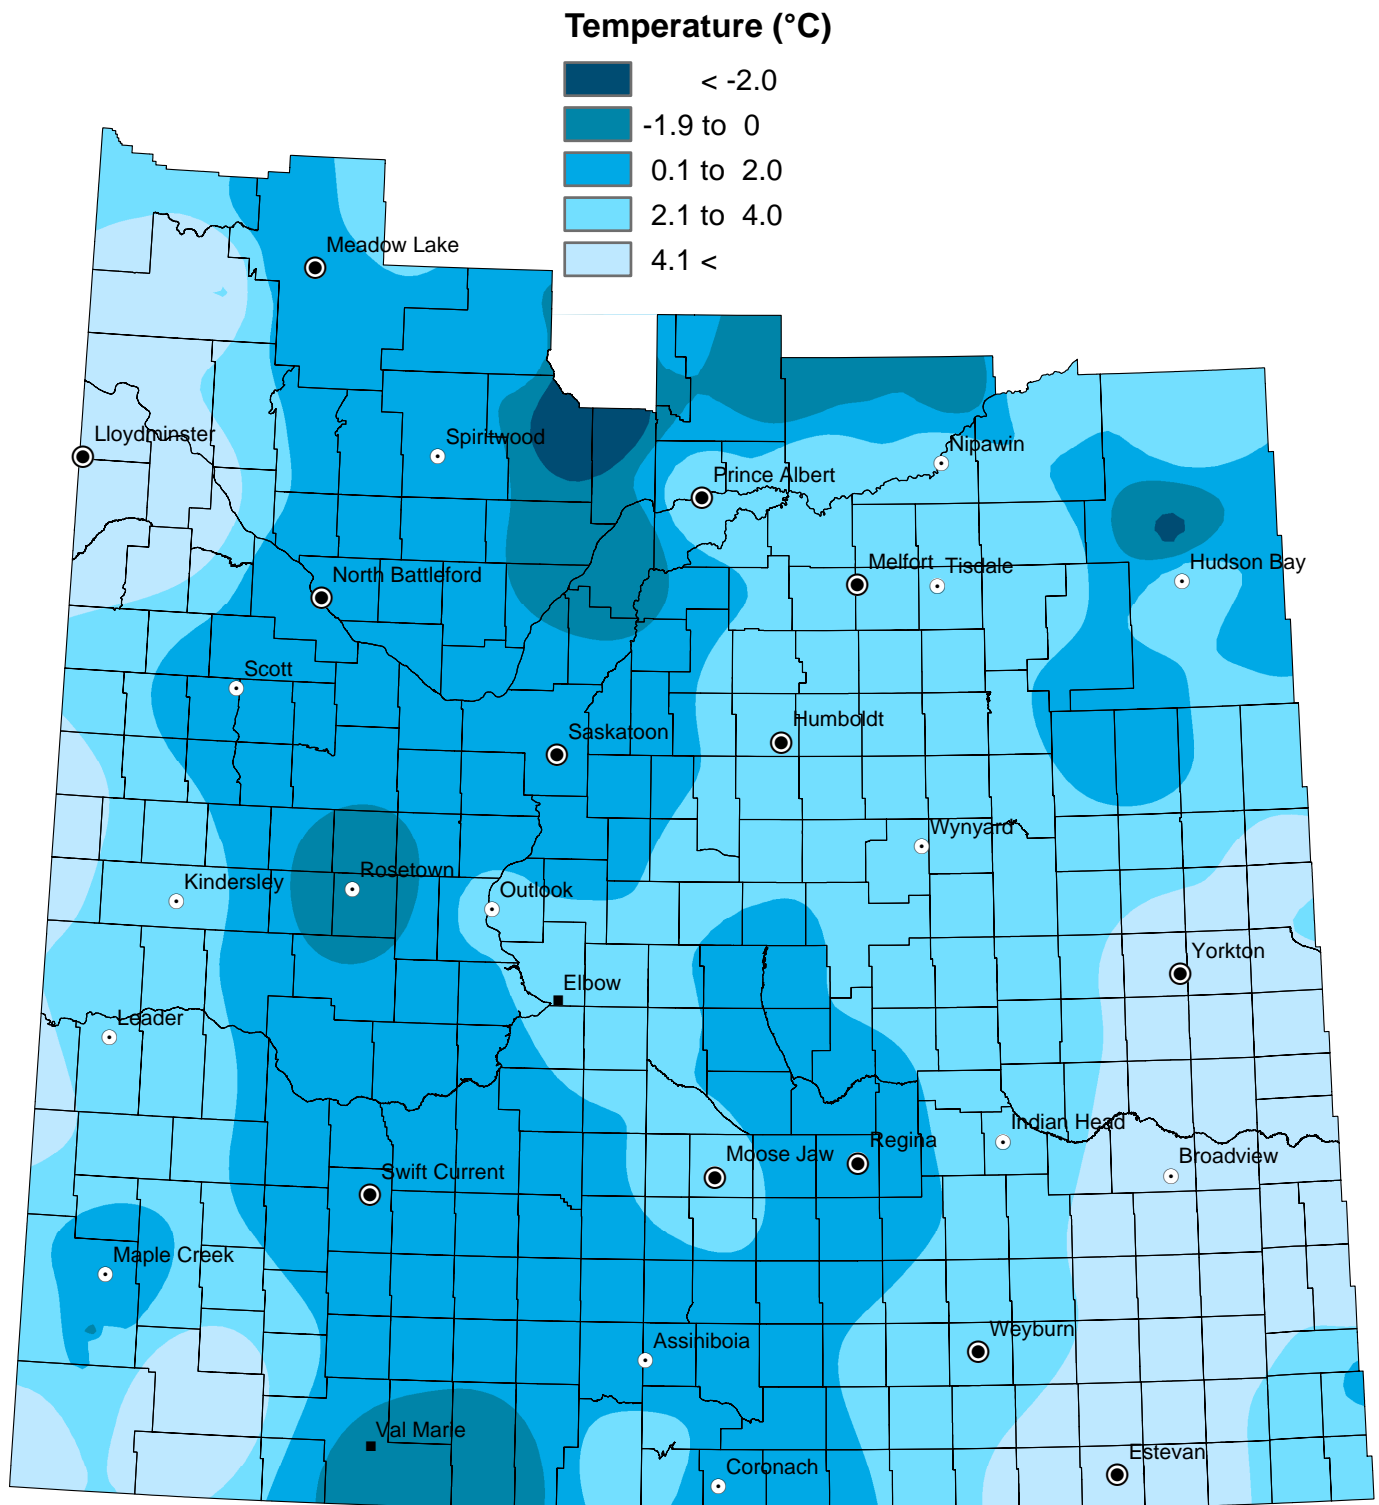 Temperature (°C)
< -2.0
-1.9 to 0
0.1 to 2.0
2.1 to 4.0
4.1 <
Meadow Lake
Lloydminster
Spiritwood
Nipawin
Prince Albert
Melfort
Tisdale
Hudson Bay
North Battleford
Scott
Humboldt
Saskatoon
Wynyard
Rosetown
Kindersley
Outlook
Yorkton
Elbow
Leader
Indian Head
Regina
Moose Jaw
Broadview
Swift Current
Maple Creek
Weyburn
Assiniboia
Val Marie
Estevan
Coronach